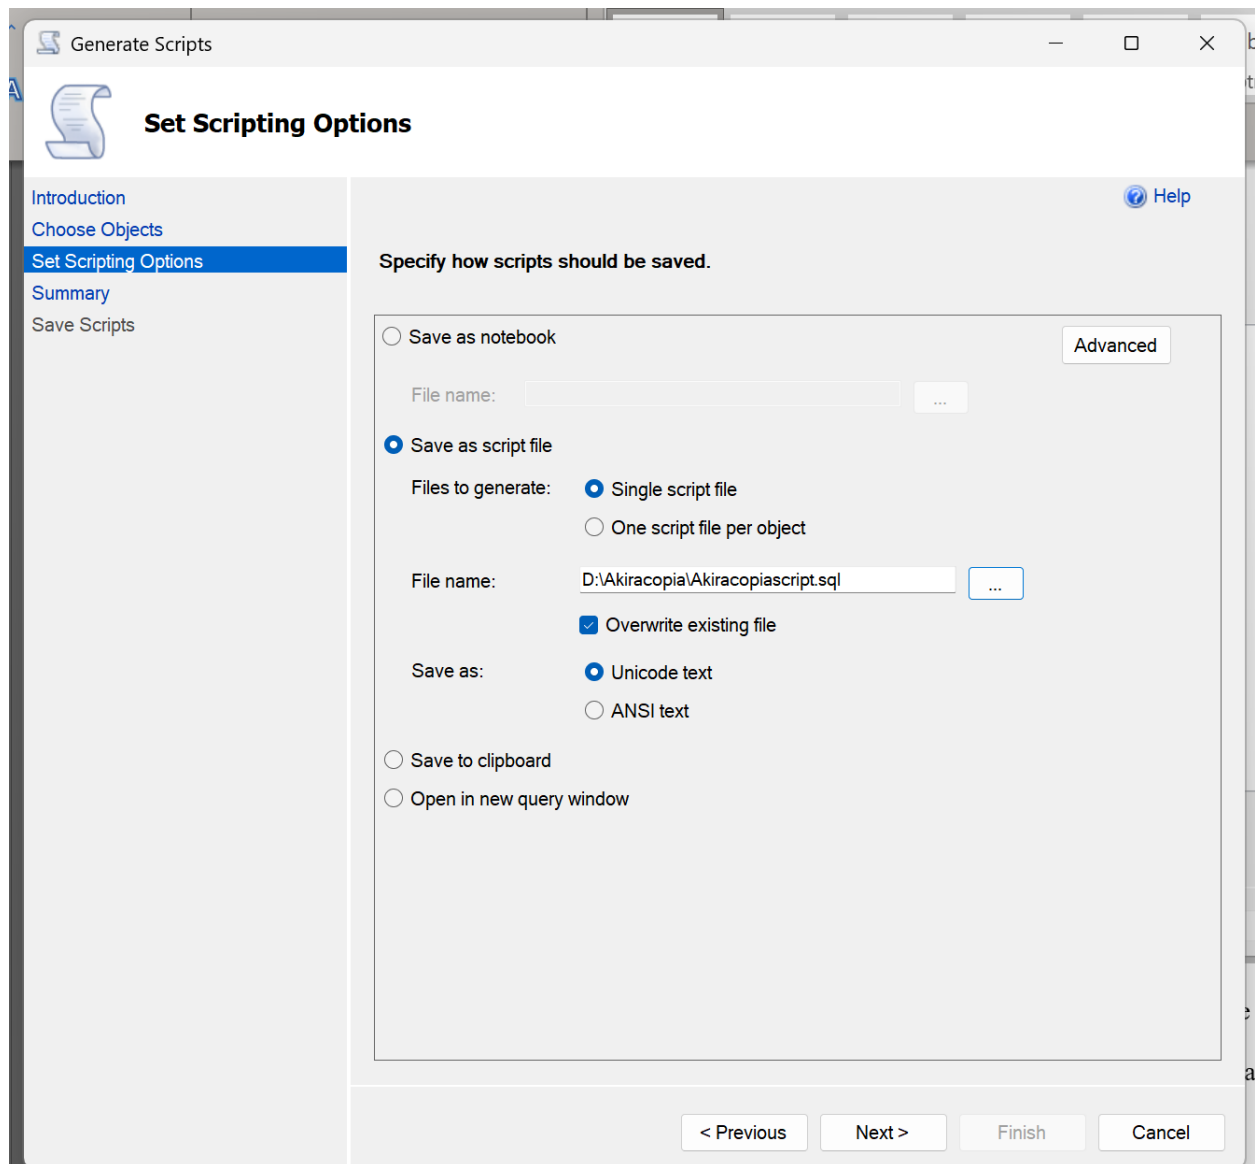 Generate Scripts
Set Scripting Options
Introduction
Choose Objects
Set Scripting Options
Summary
Save Scripts
Help
Specify how scripts should be saved.
Save as notebook
Advanced
File name:
...
Save as script file
Files to generate:
Single script file
One script file per object
File name:
D:\Akiracopia\Akiracopiascript.sql
...
Overwrite existing file
Save as:
Unicode text
ANSI text
Save to clipboard
Open in new query window
< Previous
Next >
Finish
Cancel